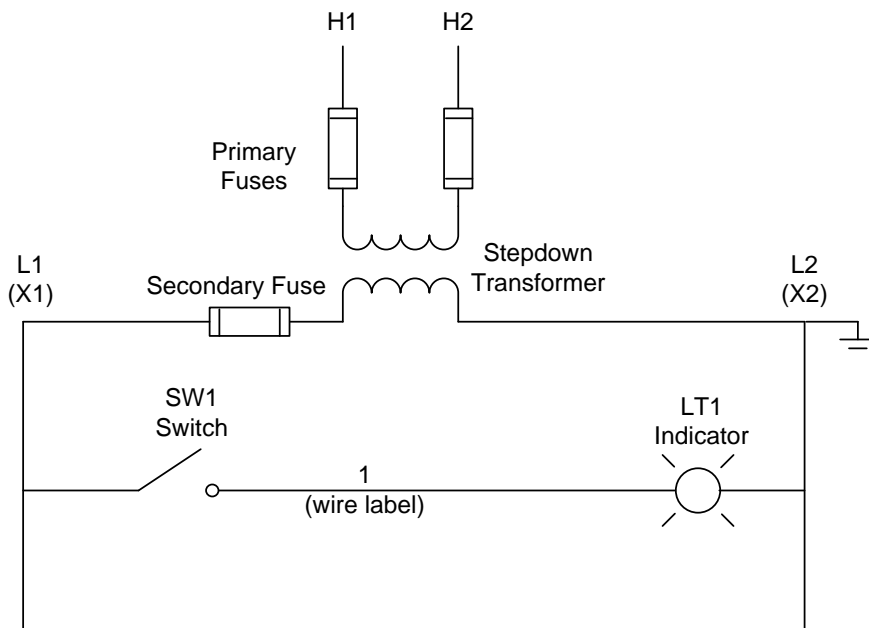 H1
H2
Primary
Fuses
Stepdown
Transformer
L1
(X1)
Secondary Fuse
L2
(X2)
SW1
Switch
1
(wire label)
LT1
Indicator